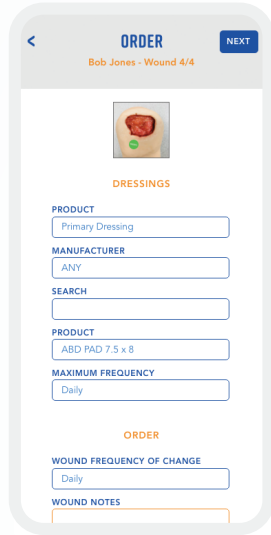 <
ORDER
NEXT
Bob Jones - Wound 4/4
DRESSINGS
PRODUCT
Primary Dressing
MANUFACTURER
ANY
SEARCH
PRODUCT
ABD PAD 7.5 x 8
MAXIMUM FREQUENCY
Daily
ORDER
WOUND FREQUENCY OF CHANGE
Daily
WOUND NOTES